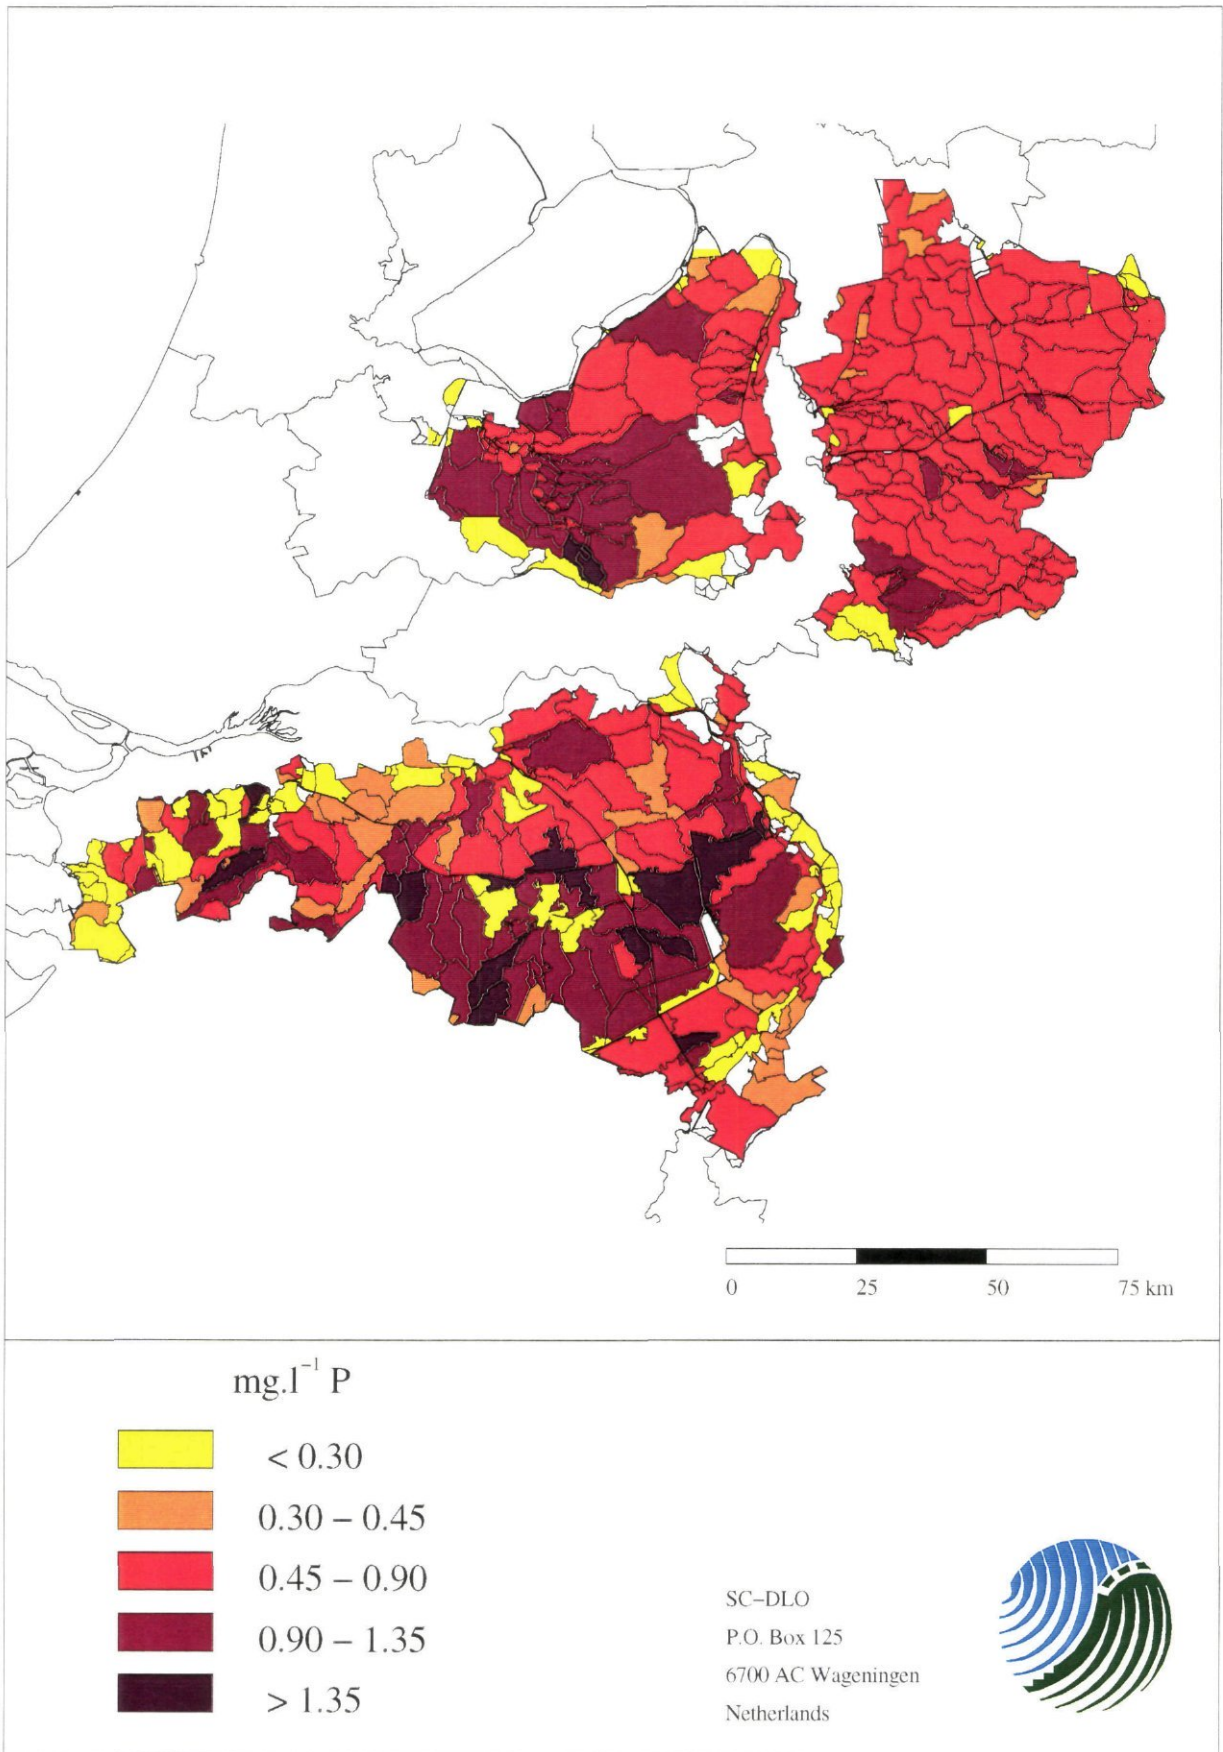 0 25 50 75 km
mg.l⁻¹ P
< 0.30
0.30 – 0.45
0.45 – 0.90
0.90 – 1.35
> 1.35
SC–DLO
P.O. Box 125
6700 AC Wageningen
Netherlands